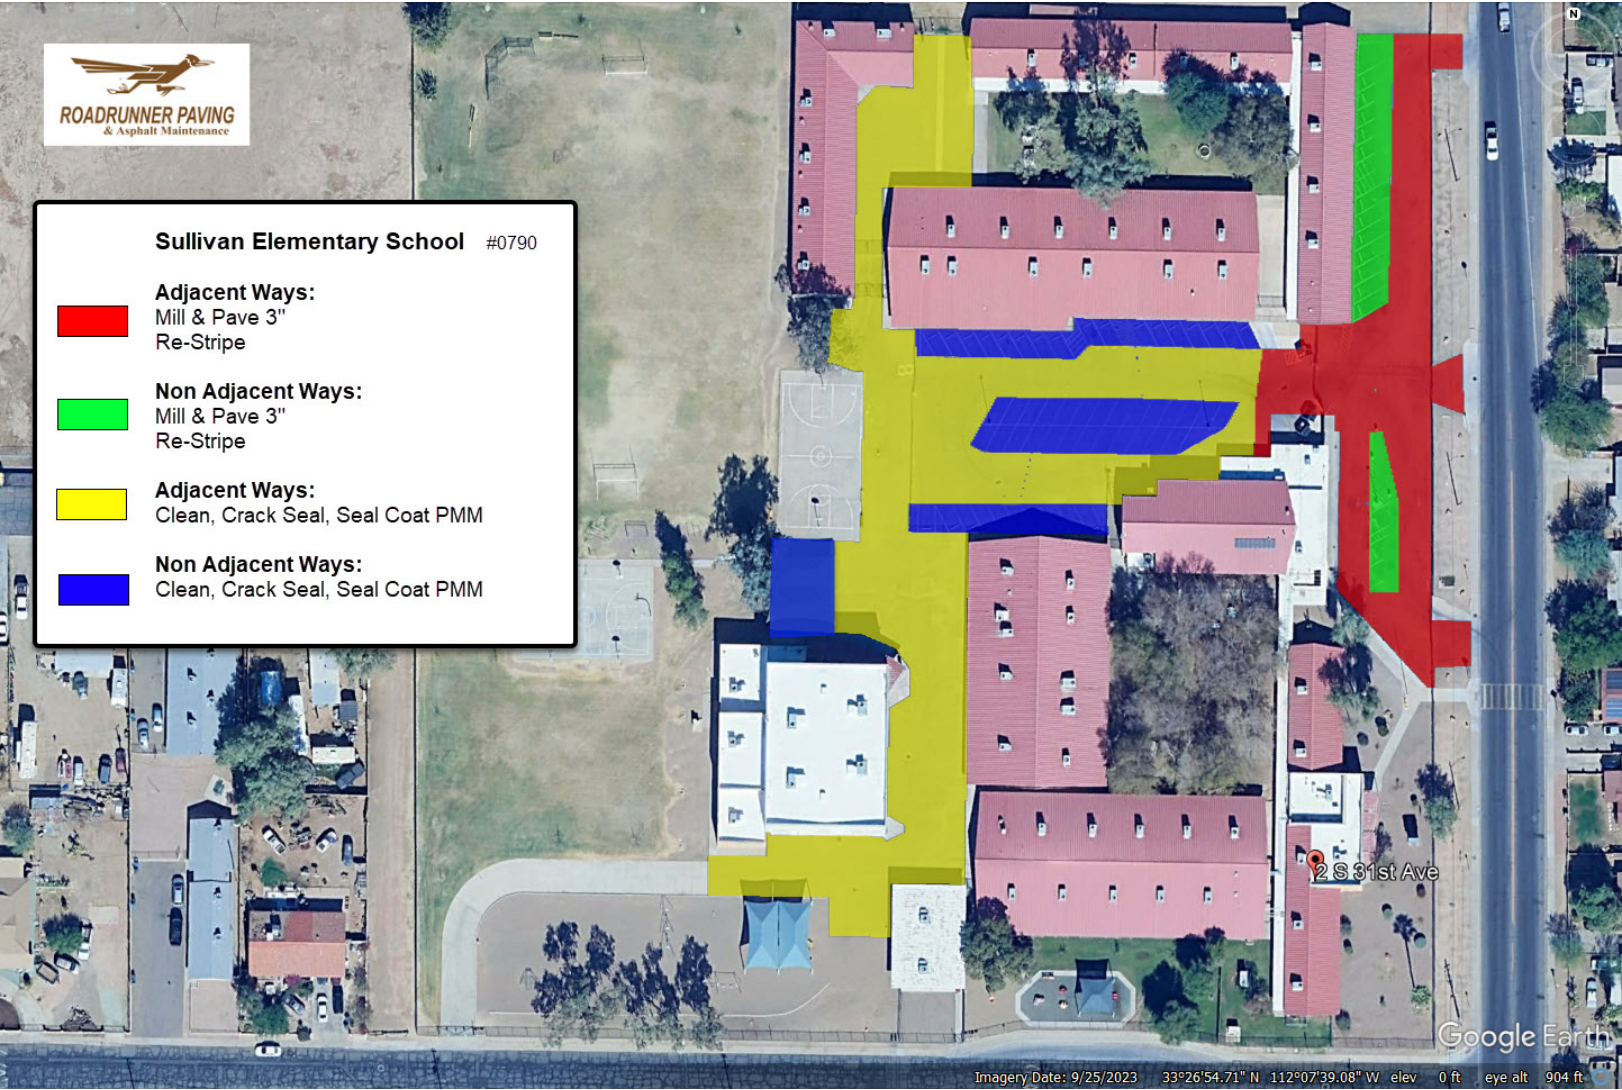 ROADRUNNER PAVING
& Asphalt Maintenance
Sullivan Elementary School #0790
Adjacent Ways:
Mill & Pave 3"
Re-Stripe
Non Adjacent Ways:
Mill & Pave 3"
Re-Stripe
Adjacent Ways:
Clean, Crack Seal, Seal Coat PMM
Non Adjacent Ways:
Clean, Crack Seal, Seal Coat PMM
N
2 S 31st Ave
Google Earth
Imagery Date: 9/25/2023 33°26'54.71" N 112°07'39.08" W elev 0 ft eye alt 904 ft